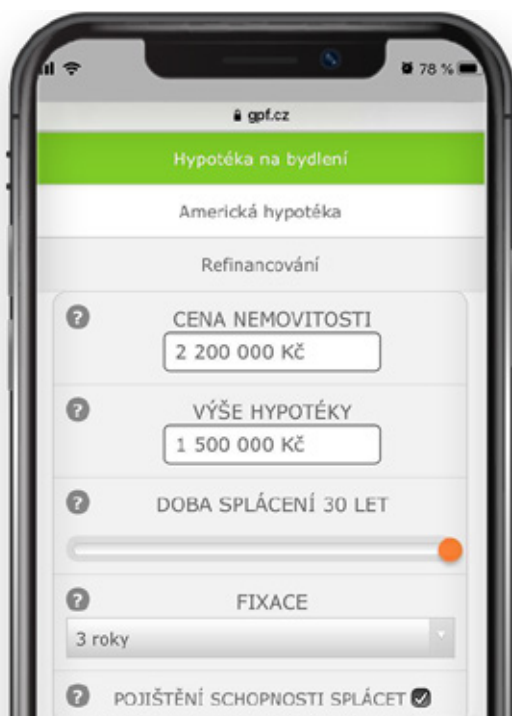 78 %
gpf.cz
Hypotéka na bydlení
Americká hypotéka
Refinancování
? CENA NEMOVITOSTI
2 200 000 Kč
? VÝŠE HYPOTÉKY
1 500 000 Kč
? DOBA SPLÁCENÍ 30 LET
? FIXACE
3 roky
? POJIŠTĚNÍ SCHOPNOSTI SPLÁCET